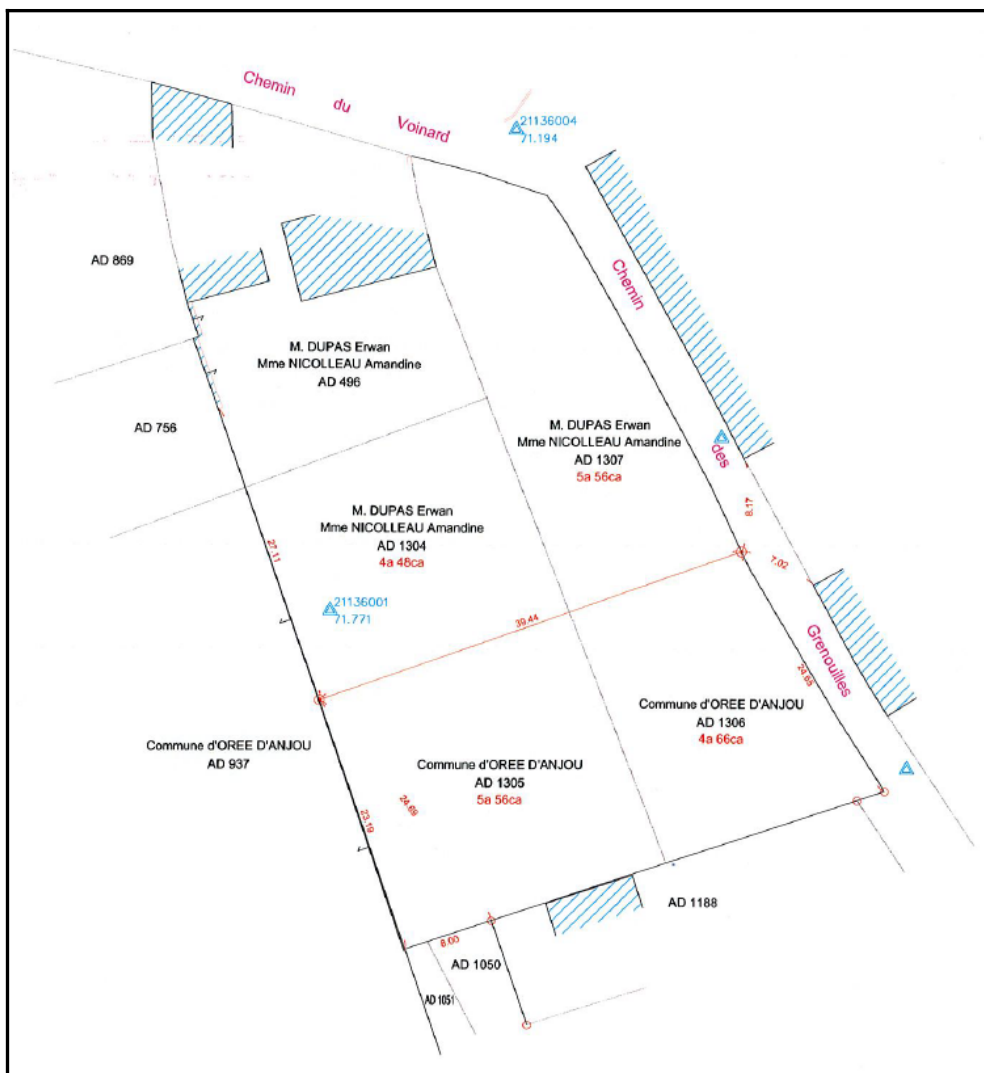 Chemin du Voinard
21136004
71.194
AD 869
Chemin des Grenouilles
M. DUPAS Erwan
Mme NICOLLEAU Amandine
AD 496
AD 756
M. DUPAS Erwan
Mme NICOLLEAU Amandine
AD 1307
5a 56ca
M. DUPAS Erwan
Mme NICOLLEAU Amandine
AD 1304
4a 48ca
8.17
27.11
7.02
21136001
71.771
39.44
24.65
Commune d'OREE D'ANJOU
AD 1306
4a 66ca
Commune d'OREE D'ANJOU
AD 937
Commune d'OREE D'ANJOU
AD 1305
5a 56ca
24.69
23.19
AD 1188
8.00
AD 1050
AD 1051